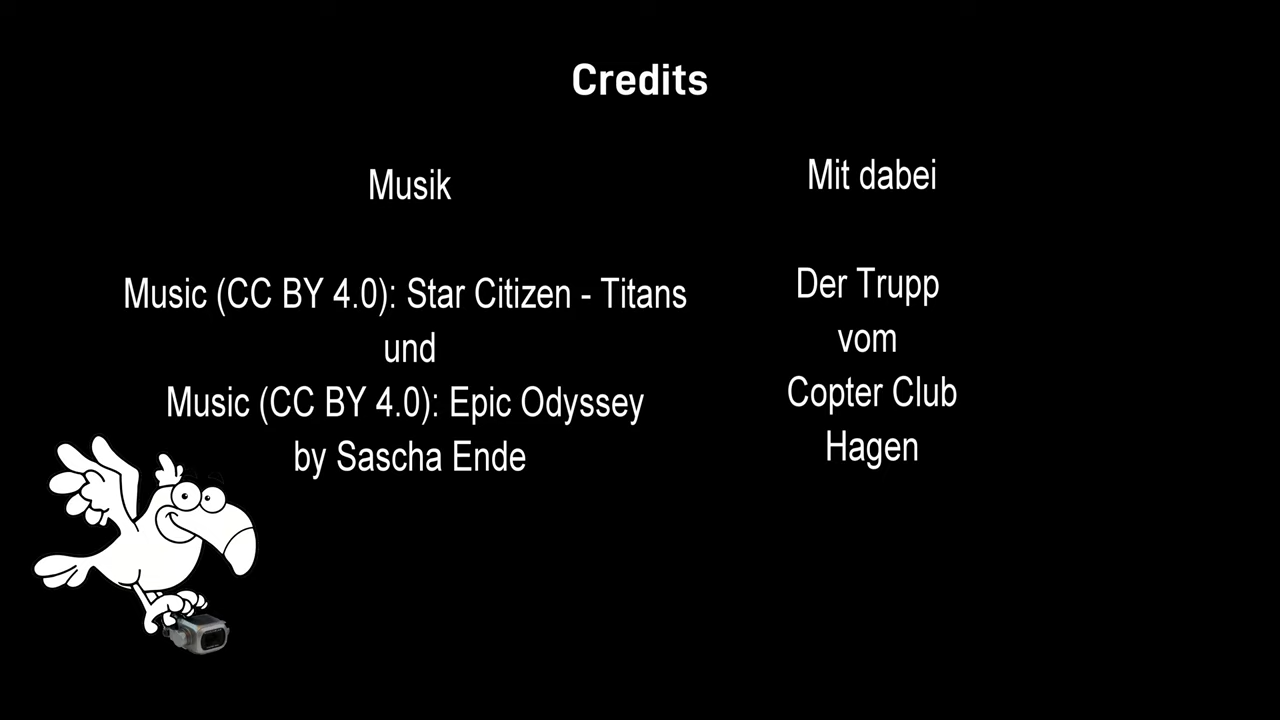 Credits
Musik
Music (CC BY 4.0): Star Citizen - Titans
und
Music (CC BY 4.0): Epic Odyssey
by Sascha Ende
Mit dabei
Der Trupp
vom
Copter Club
Hagen